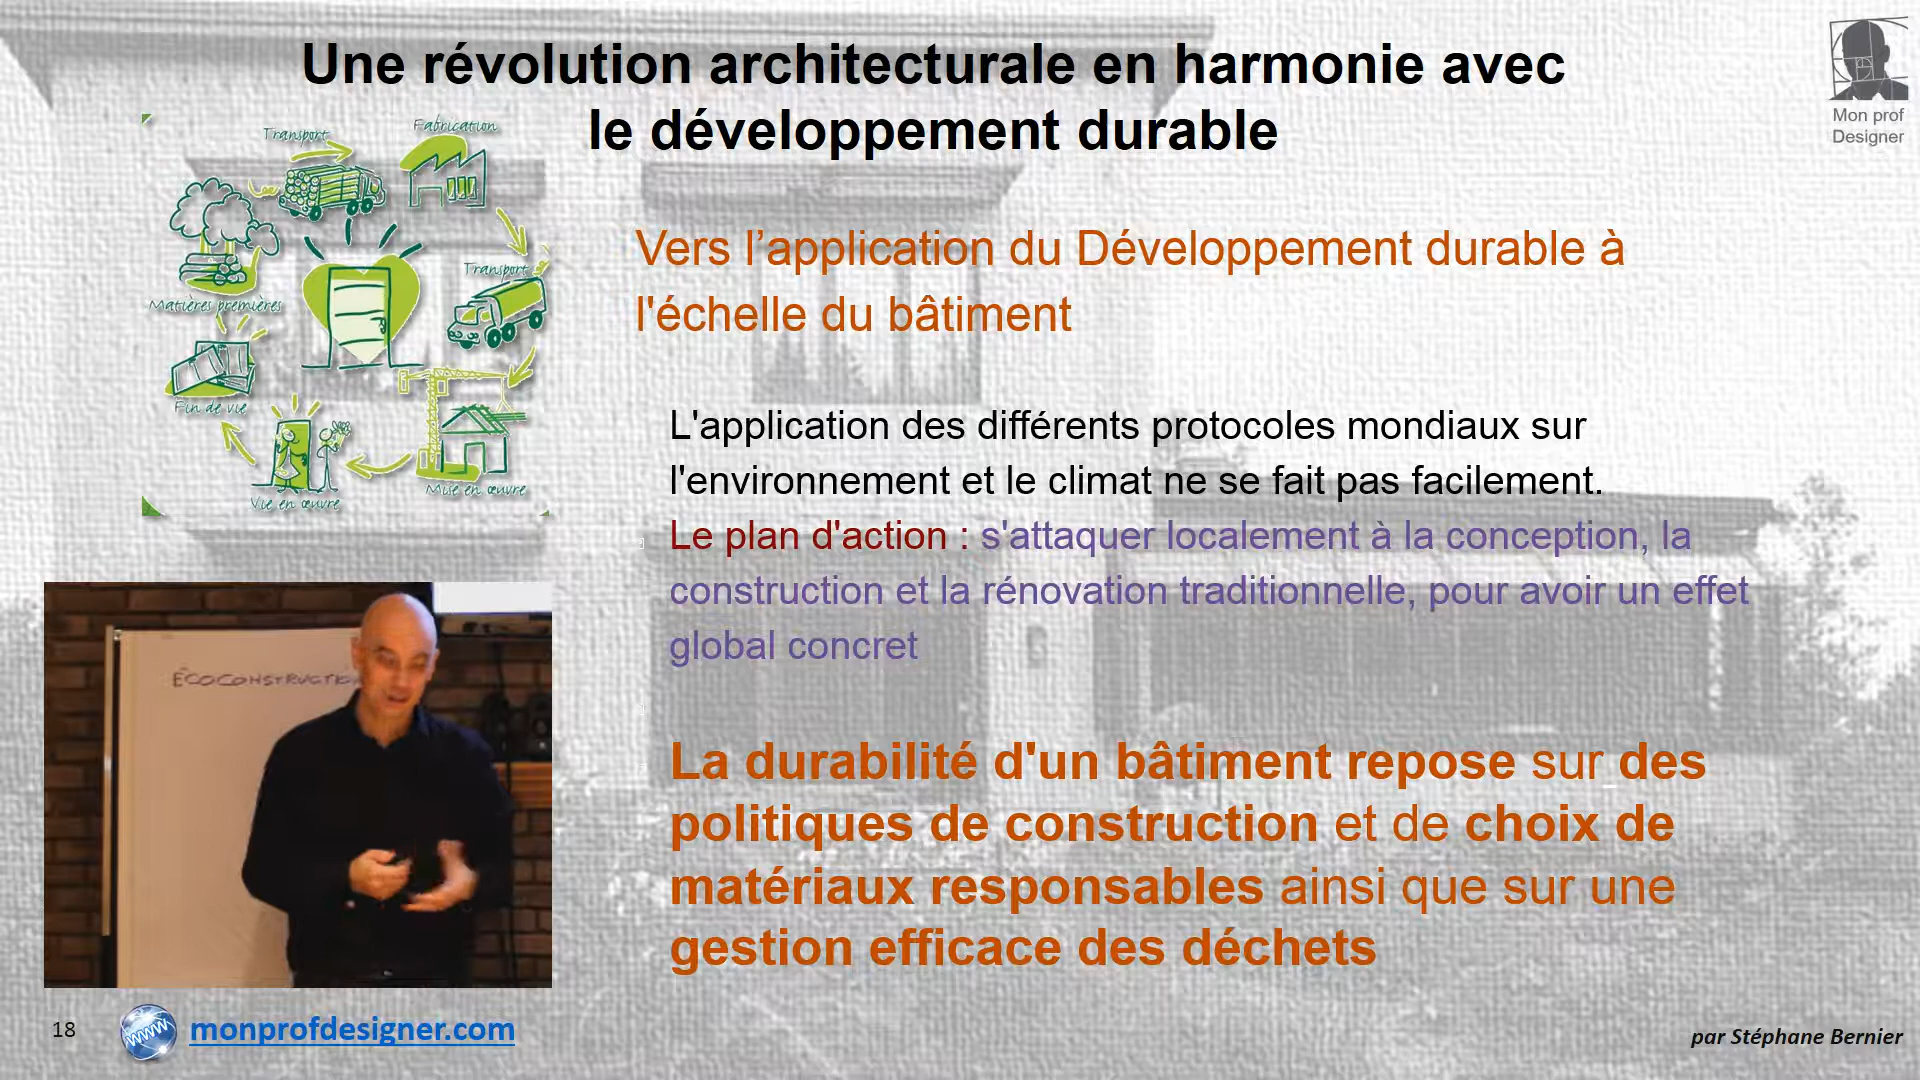 Une révolution architecturale en harmonie avec
le développement durable
Mon prof
Designer
Transport
Fabrication
Transport
Matières premières
Fin de vie
Vie en œuvre
Mise en œuvre
Vers l’application du Développement durable à
l'échelle du bâtiment
L'application des différents protocoles mondiaux sur
l'environnement et le climat ne se fait pas facilement.
Le plan d'action : s'attaquer localement à la conception, la
construction et la rénovation traditionnelle, pour avoir un effet
global concret
La durabilité d'un bâtiment repose sur des
politiques de construction et de choix de
matériaux responsables ainsi que sur une
gestion efficace des déchets
ÉCOCONSTRUCTION
18
www
monprofdesigner.com
par Stéphane Bernier